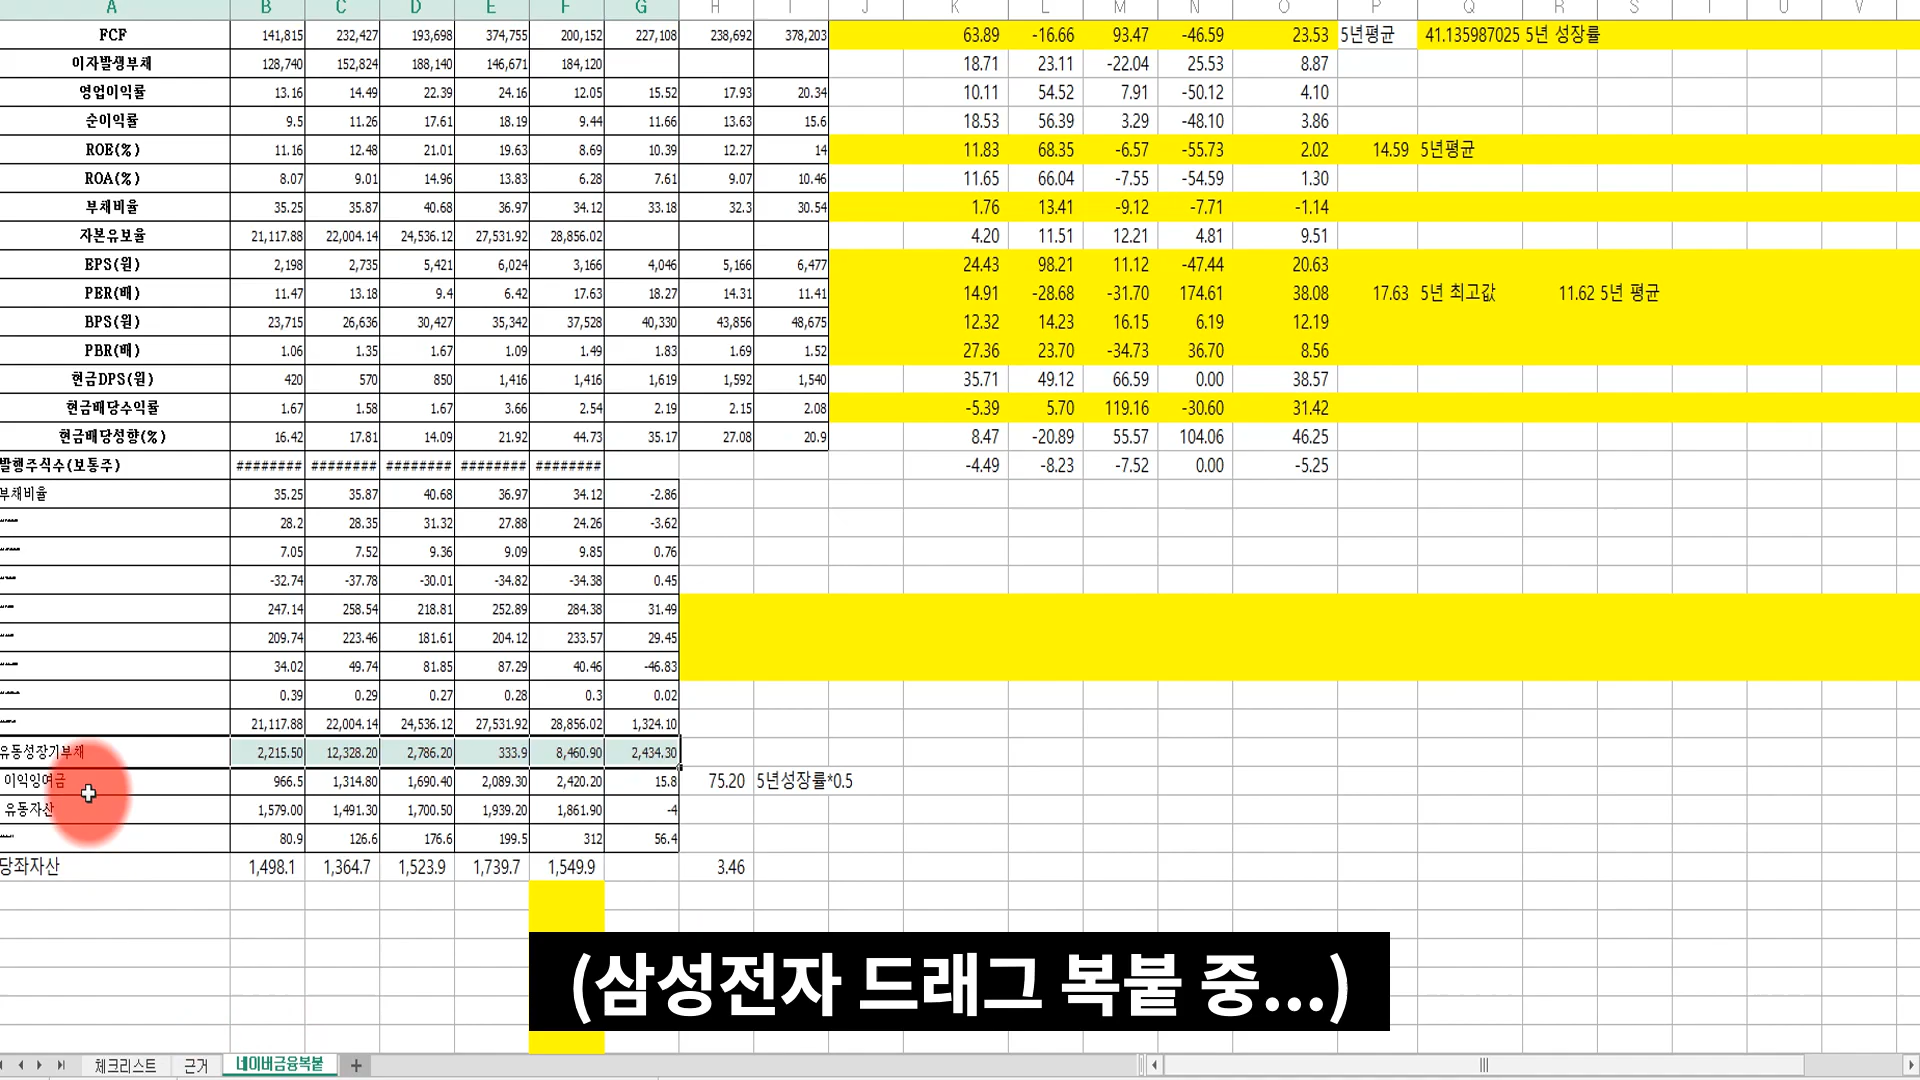 A B C D E F G H I J K L M N O P Q R S T U V
FCF 141,815 232,427 193,698 374,755 200,152 227,108 238,692 378,203 63.89 -16.66 93.47 -46.59 23.53 5년평균 41.135987025 5년 성장률
이자발생부채 128,740 152,824 188,140 146,671 184,120 18.71 23.11 -22.04 25.53 8.87
영업이익률 13.16 14.49 22.39 24.16 12.05 15.52 17.93 20.34 10.11 54.52 7.91 -50.12 4.10
순이익률 9.5 11.26 17.61 18.19 9.44 11.66 13.63 15.6 18.53 56.39 3.29 -48.10 3.86
ROE(%) 11.16 12.48 21.01 19.63 8.69 10.39 12.27 14 11.83 68.35 -6.57 -55.73 2.02 14.59 5년평균
ROA(%) 8.07 9.01 14.96 13.83 6.28 7.61 9.07 10.46 11.65 66.04 -7.55 -54.59 1.30
부채비율 35.25 35.87 40.68 36.97 34.12 33.18 32.3 30.54 1.76 13.41 -9.12 -7.71 -1.14
자본유보율 21,117.88 22,004.14 24,536.12 27,531.92 28,856.02 4.20 11.51 12.21 4.81 9.51
EPS(원) 2,198 2,735 5,421 6,024 3,166 4,046 5,166 6,477 24.43 98.21 11.12 -47.44 20.63
PER(배) 11.47 13.18 9.4 6.42 17.63 18.27 14.31 11.41 14.91 -28.68 -31.70 174.61 38.08 17.63 5년 최고값 11.62 5년 평균
BPS(원) 23,715 26,636 30,427 35,342 37,528 40,330 43,856 48,675 12.32 14.23 16.15 6.19 12.19
PBR(배) 1.06 1.35 1.67 1.09 1.49 1.83 1.69 1.52 27.36 23.70 -34.73 36.70 8.56
현금DPS(원) 420 570 850 1,416 1,416 1,619 1,592 1,540 35.71 49.12 66.59 0.00 38.57
현금배당수익률 1.67 1.58 1.67 3.66 2.54 2.19 2.15 2.08 -5.39 5.70 119.16 -30.60 31.42
현금배당성향(%) 16.42 17.81 14.09 21.92 44.73 35.17 27.08 20.9 8.47 -20.89 55.57 104.06 46.25
발행주식수(보통주) ######## ######## ######## ######## ######## -4.49 -8.23 -7.52 0.00 -5.25
부채비율 35.25 35.87 40.68 36.97 34.12 -2.86
28.2 28.35 31.32 27.88 24.26 -3.62
7.05 7.52 9.36 9.09 9.85 0.76
-32.74 -37.78 -30.01 -34.82 -34.38 0.45
247.14 258.54 218.81 252.89 284.38 31.49
209.74 223.46 181.61 204.12 233.57 29.45
34.02 49.74 81.85 87.29 40.46 -46.83
0.39 0.29 0.27 0.28 0.3 0.02
21,117.88 22,004.14 24,536.12 27,531.92 28,856.02 1,324.10
유동성장기부채 2,215.50 12,328.20 2,786.20 333.9 8,460.90 2,434.30
이익잉여금 966.5 1,314.80 1,690.40 2,089.30 2,420.20 15.8 75.20 5년성장률*0.5
유동자산 1,579.00 1,491.30 1,700.50 1,939.20 1,861.90 -4
80.9 126.6 176.6 199.5 312 56.4
당좌자산 1,498.1 1,364.7 1,523.9 1,739.7 1,549.9 3.46
(삼성전자 드래그 복붙 중...)
체크리스트 근거 네이버금융복붙 +